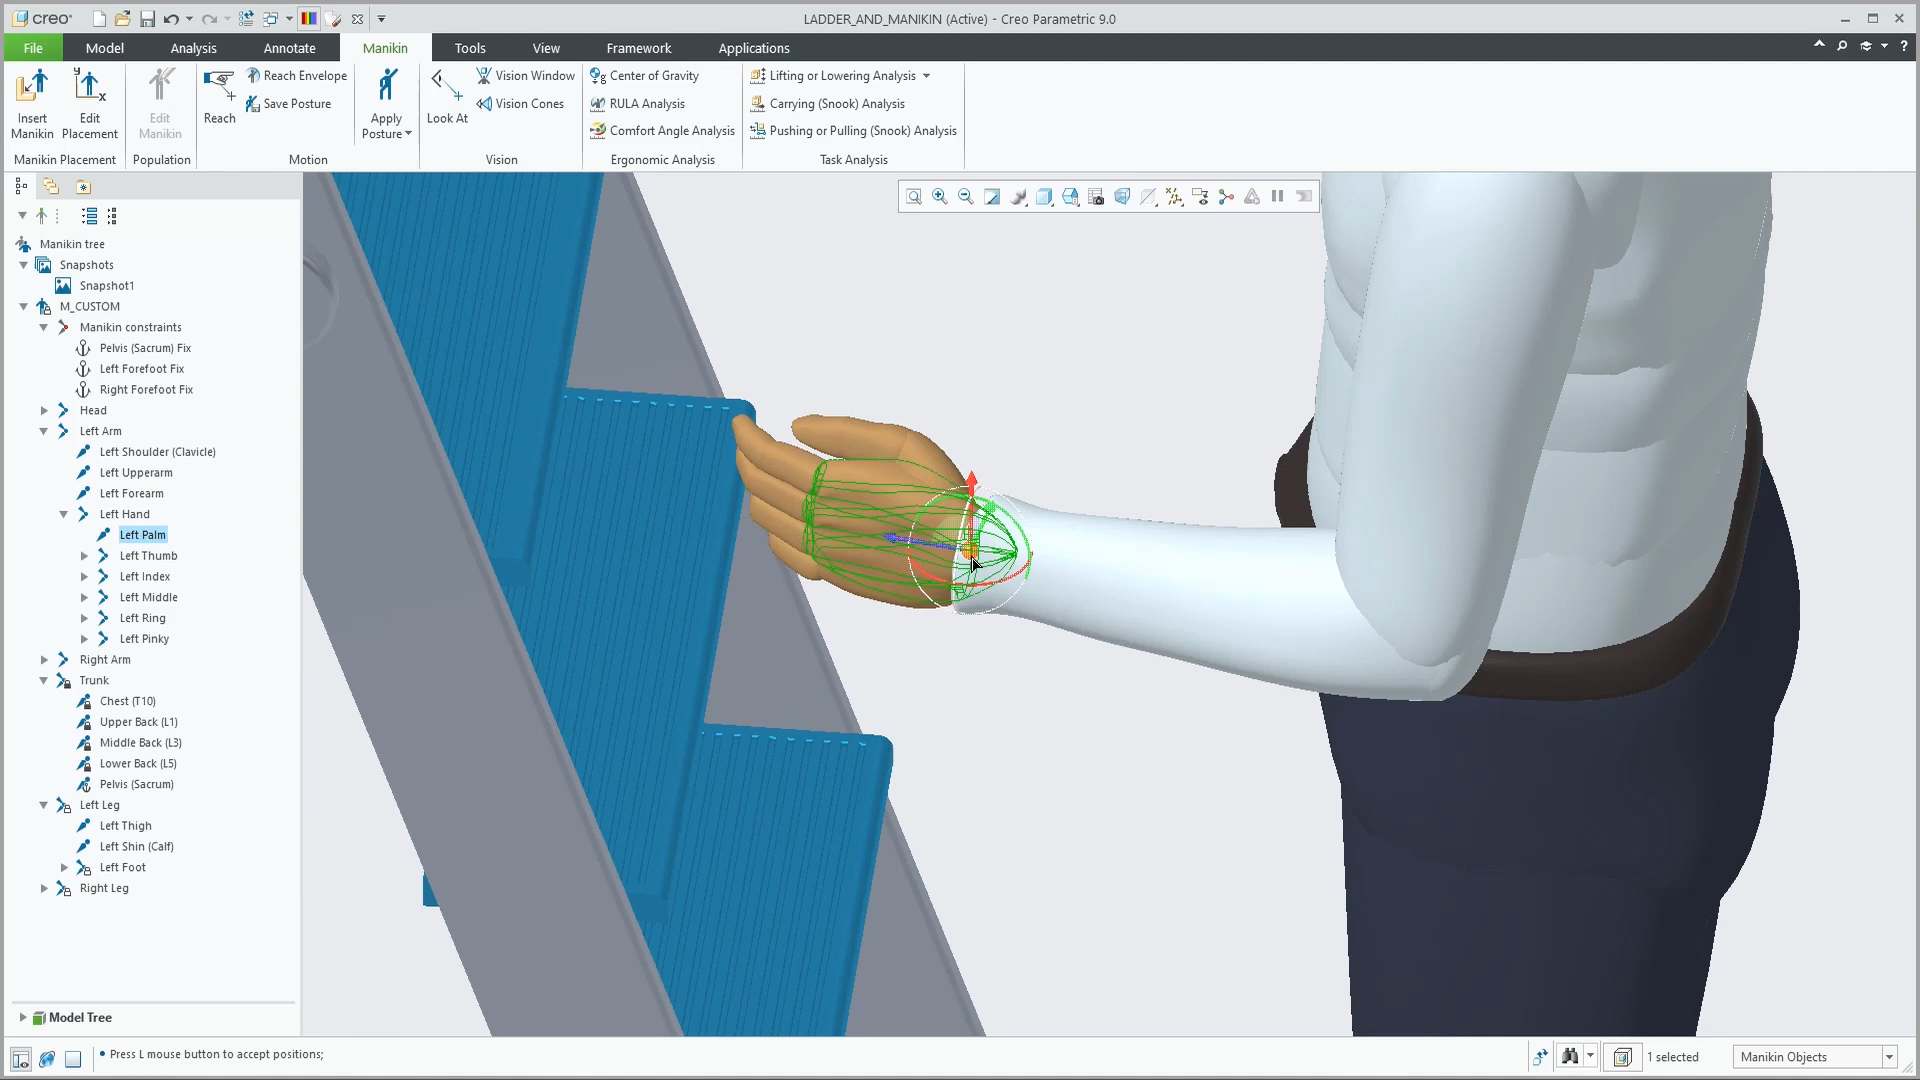 creo
LADDER_AND_MANIKIN (Active) - Creo Parametric 9.0
File Model Analysis Annotate Manikin Tools View Framework Applications
Insert Manikin
Edit Placement
Manikin Placement
Edit Manikin
Population
Reach
Reach Envelope
Save Posture
Motion
Apply Posture
Look At
Vision Window
Vision Cones
Vision
Center of Gravity
RULA Analysis
Comfort Angle Analysis
Ergonomic Analysis
Lifting or Lowering Analysis
Carrying (Snook) Analysis
Pushing or Pulling (Snook) Analysis
Task Analysis
Manikin tree
Snapshots
Snapshot1
M_CUSTOM
Manikin constraints
Pelvis (Sacrum) Fix
Left Forefoot Fix
Right Forefoot Fix
Head
Left Arm
Left Shoulder (Clavicle)
Left Upperarm
Left Forearm
Left Hand
Left Palm
Left Thumb
Left Index
Left Middle
Left Ring
Left Pinky
Right Arm
Trunk
Chest (T10)
Upper Back (L1)
Middle Back (L3)
Lower Back (L5)
Pelvis (Sacrum)
Left Leg
Left Thigh
Left Shin (Calf)
Left Foot
Right Leg
Model Tree
• Press L mouse button to accept positions;
1 selected
Manikin Objects